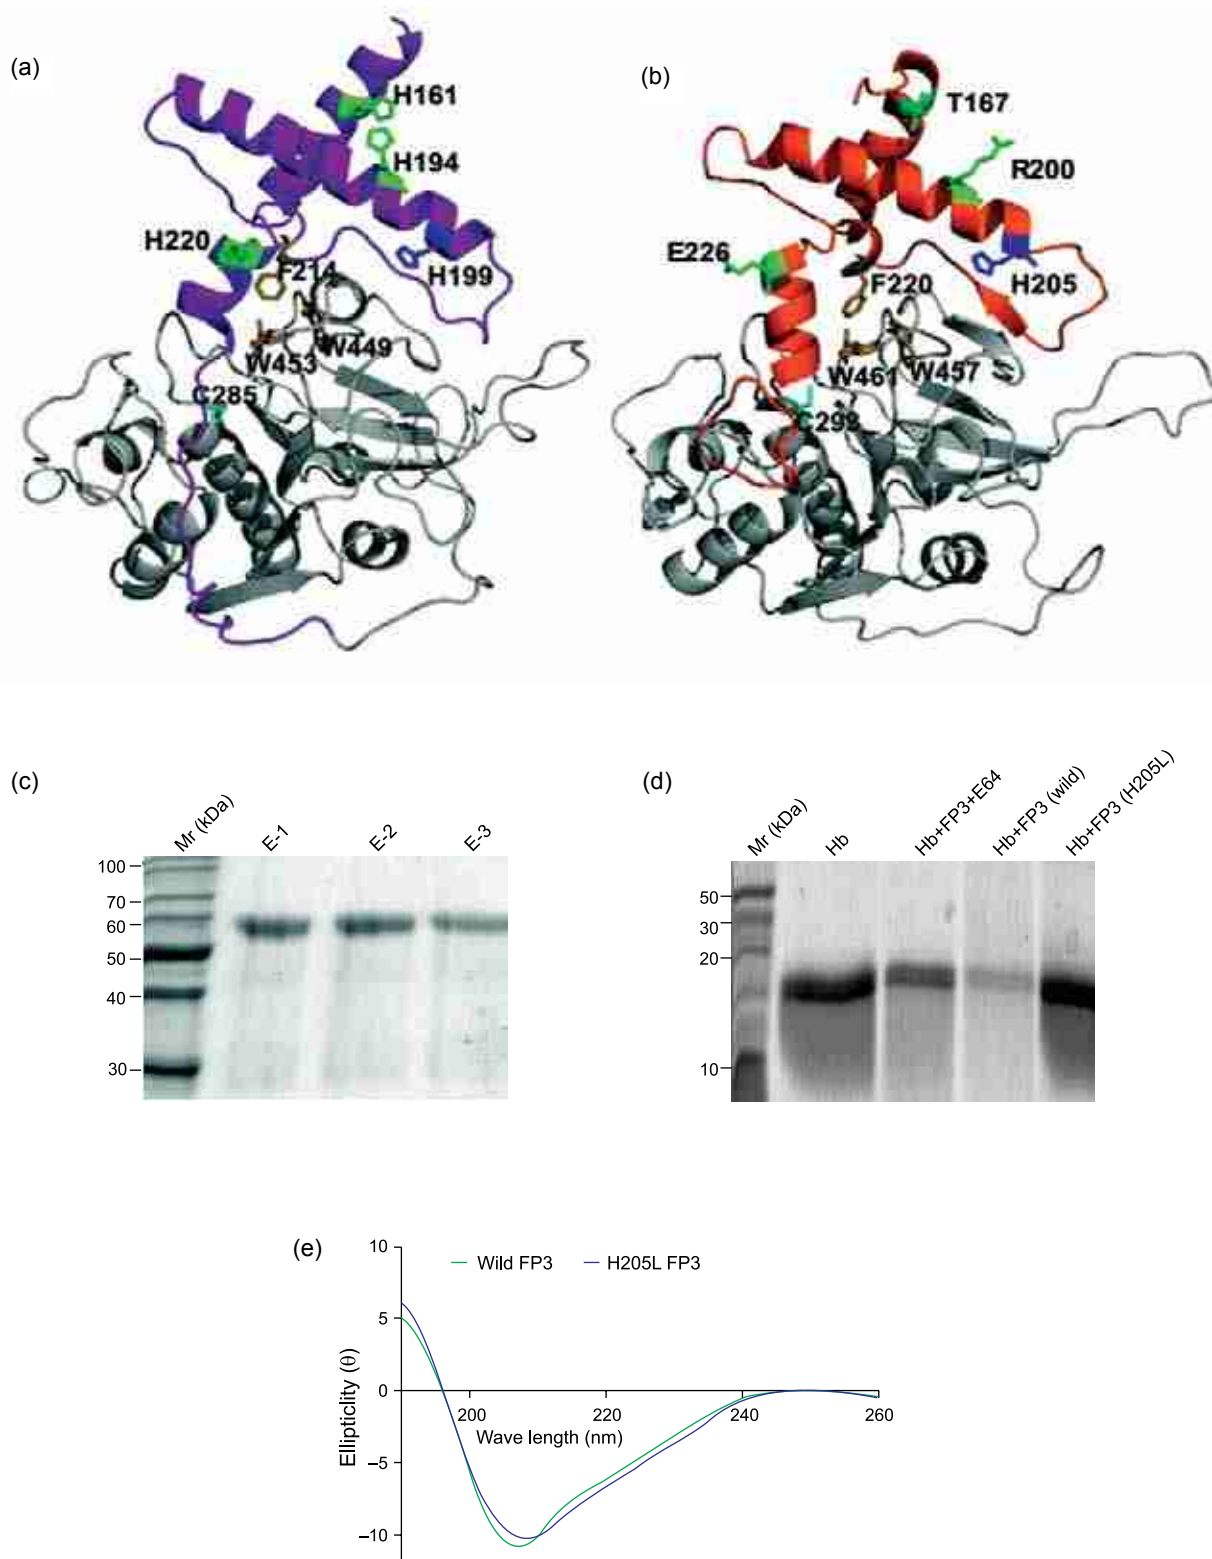 (a)
H161
H194
H220
F214
H199
W453
W449
C285
(b)
T167
R200
E226
F220
H205
W461
W457
C292
(c)
Mr (kDa)
E-1
E-2
E-3
100
70
60
50
40
30
(d)
Mr (kDa)
Hb
Hb+FP3+E64
Hb+FP3 (wild)
Hb+FP3 (H205L)
50
30
20
10
(e)
10
5
0
–5
–10
Ellipticlity (θ)
Wild FP3
H205L FP3
200
220
240
260
Wave length (nm)